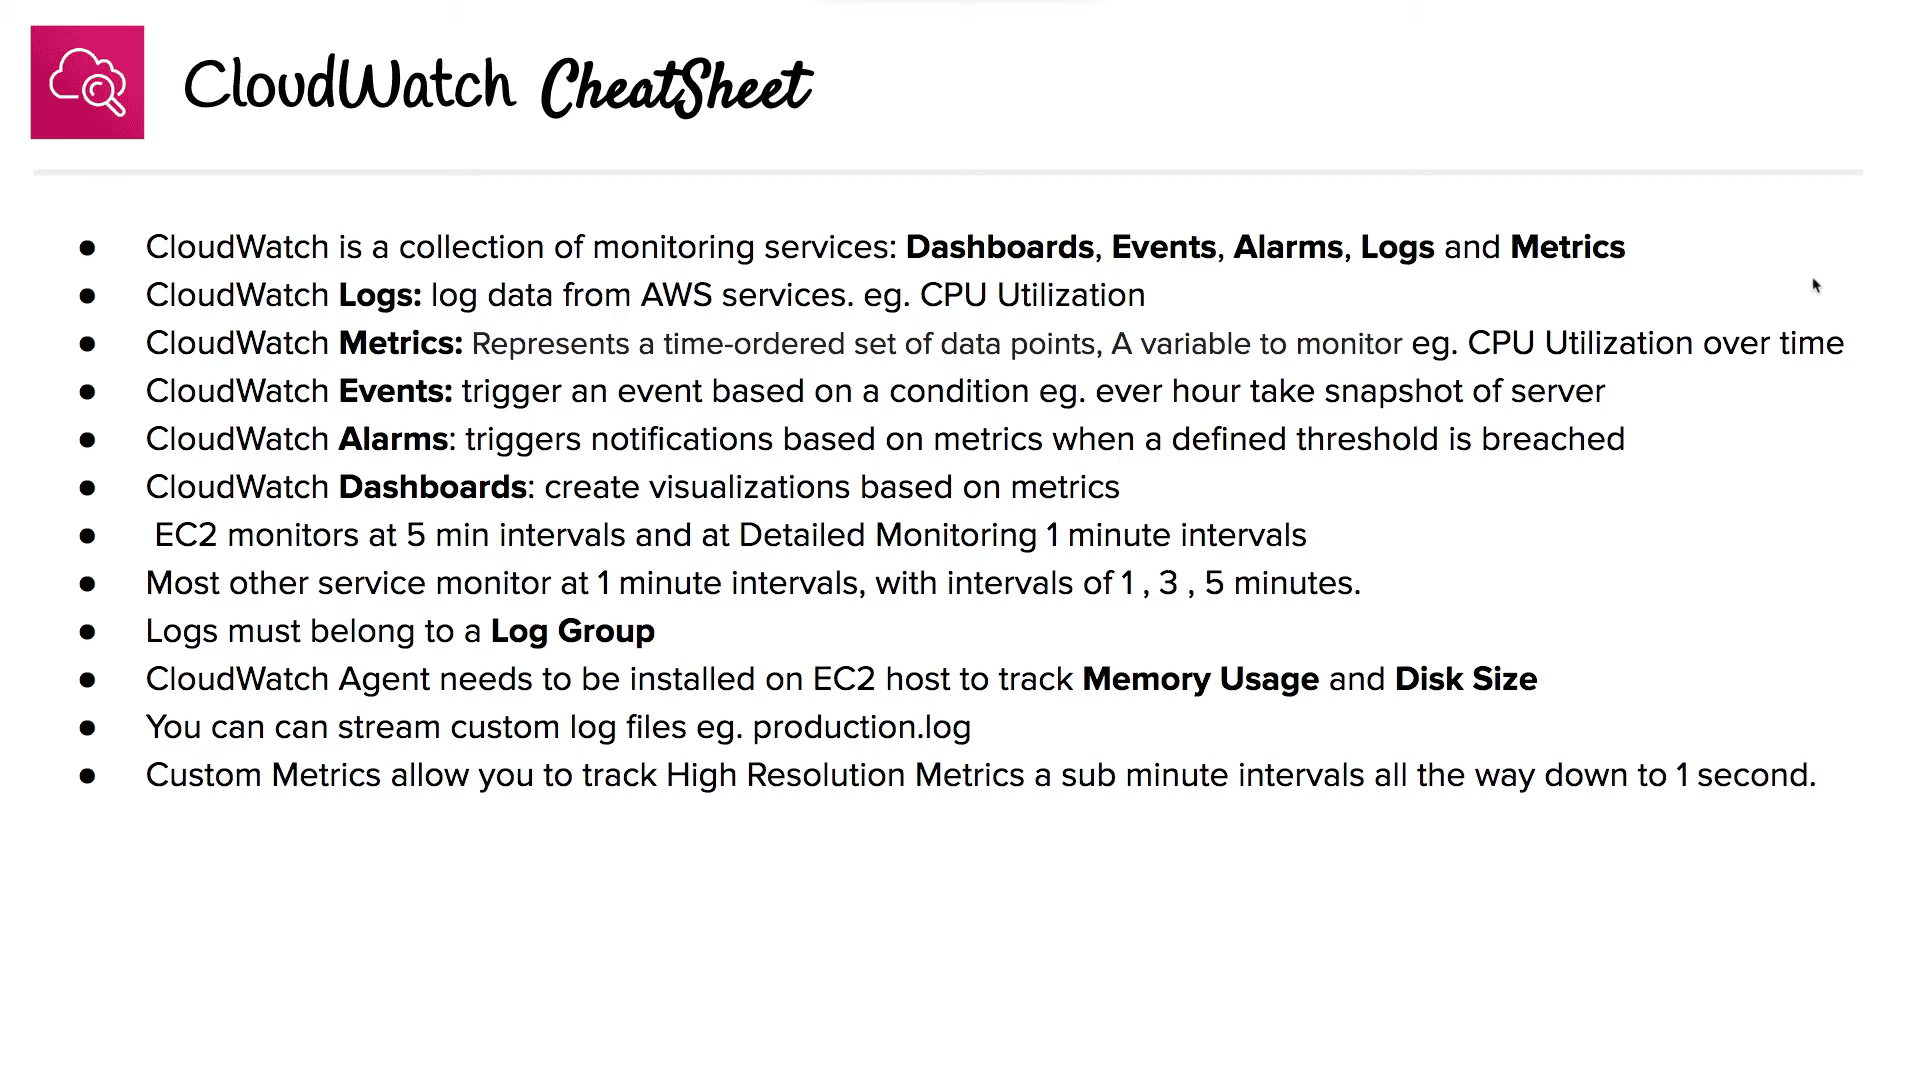 CloudWatch CheatSheet
● CloudWatch is a collection of monitoring services: Dashboards, Events, Alarms, Logs and Metrics
● CloudWatch Logs: log data from AWS services. eg. CPU Utilization
● CloudWatch Metrics: Represents a time-ordered set of data points, A variable to monitor eg. CPU Utilization over time
● CloudWatch Events: trigger an event based on a condition eg. ever hour take snapshot of server
● CloudWatch Alarms: triggers notifications based on metrics when a defined threshold is breached
● CloudWatch Dashboards: create visualizations based on metrics
● EC2 monitors at 5 min intervals and at Detailed Monitoring 1 minute intervals
● Most other service monitor at 1 minute intervals, with intervals of 1 , 3 , 5 minutes.
● Logs must belong to a Log Group
● CloudWatch Agent needs to be installed on EC2 host to track Memory Usage and Disk Size
● You can can stream custom log files eg. production.log
● Custom Metrics allow you to track High Resolution Metrics a sub minute intervals all the way down to 1 second.